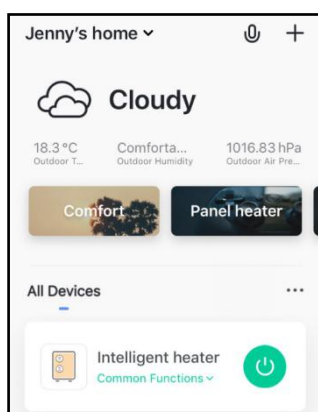 Jenny's home
Cloudy
18.3 °C Comforta... 1016.83 hPa
Outdoor T... Outdoor Humidity Outdoor Air Pre...
Comfort Panel heater
All Devices
Intelligent heater
Common Functions